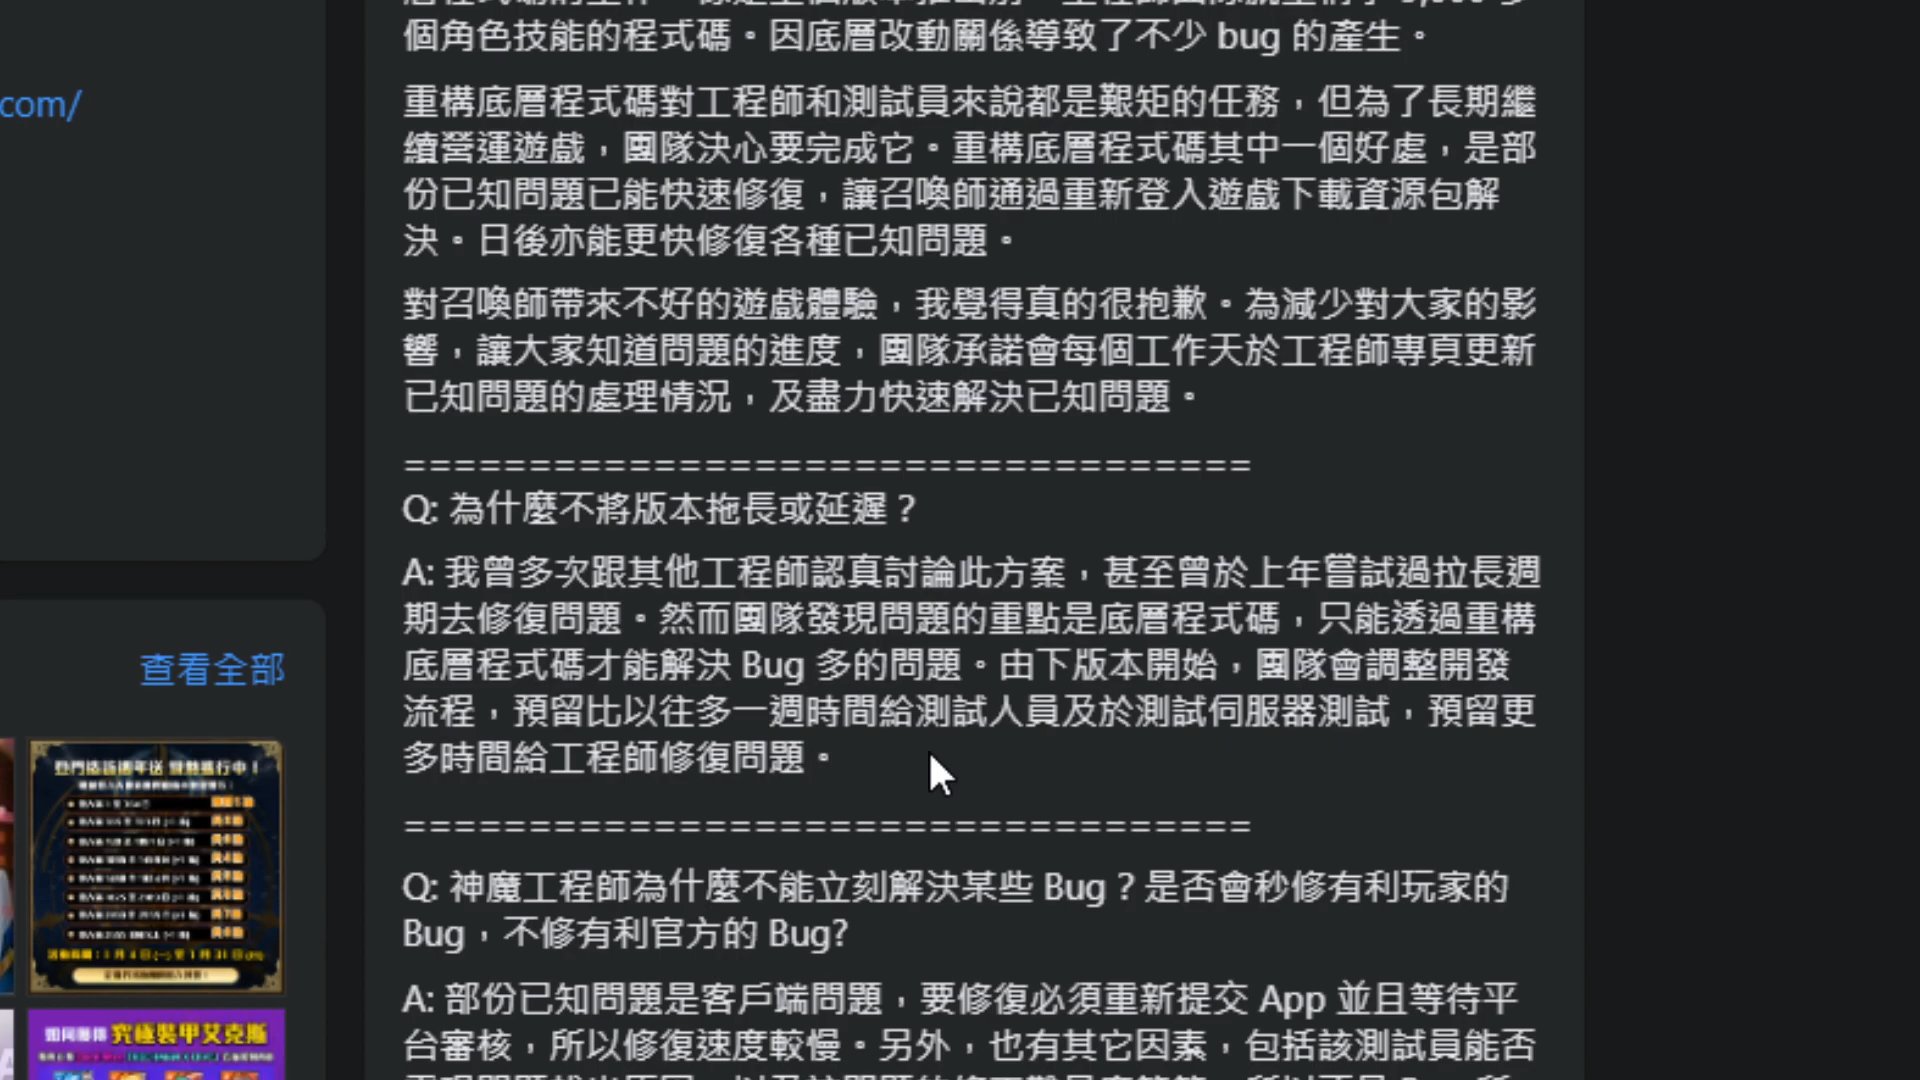 個角色技能的程式碼。因底層改動關係導致了不少 bug 的產生。
重構底層程式碼對工程師和測試員來說都是艱矩的任務，但為了長期繼
續營運遊戲，團隊決心要完成它。重構底層程式碼其中一個好處，是部
份已知問題已能快速修復，讓召喚師通過重新登入遊戲下載資源包解
決。日後亦能更快修復各種已知問題。
對召喚師帶來不好的遊戲體驗，我覺得真的很抱歉。為減少對大家的影
響，讓大家知道問題的進度，團隊承諾會每個工作天於工程師專頁更新
已知問題的處理情況，及盡力快速解決已知問題。
==================================
Q: 為什麼不將版本拖長或延遲？
A: 我曾多次跟其他工程師認真討論此方案，甚至曾於上年嘗試過拉長週
期去修復問題。然而團隊發現問題的重點是底層程式碼，只能透過重構
底層程式碼才能解決 Bug 多的問題。由下版本開始，團隊會調整開發
流程，預留比以往多一週時間給測試人員及於測試伺服器測試，預留更
多時間給工程師修復問題。
==================================
Q: 神魔工程師為什麼不能立刻解決某些 Bug？是否會秒修有利玩家的
Bug，不修有利官方的 Bug?
A: 部份已知問題是客戶端問題，要修復必須重新提交 App 並且等待平
台審核，所以修復速度較慢。另外，也有其它因素，包括該測試員能否
com/
查看全部
究極裝甲艾克斯